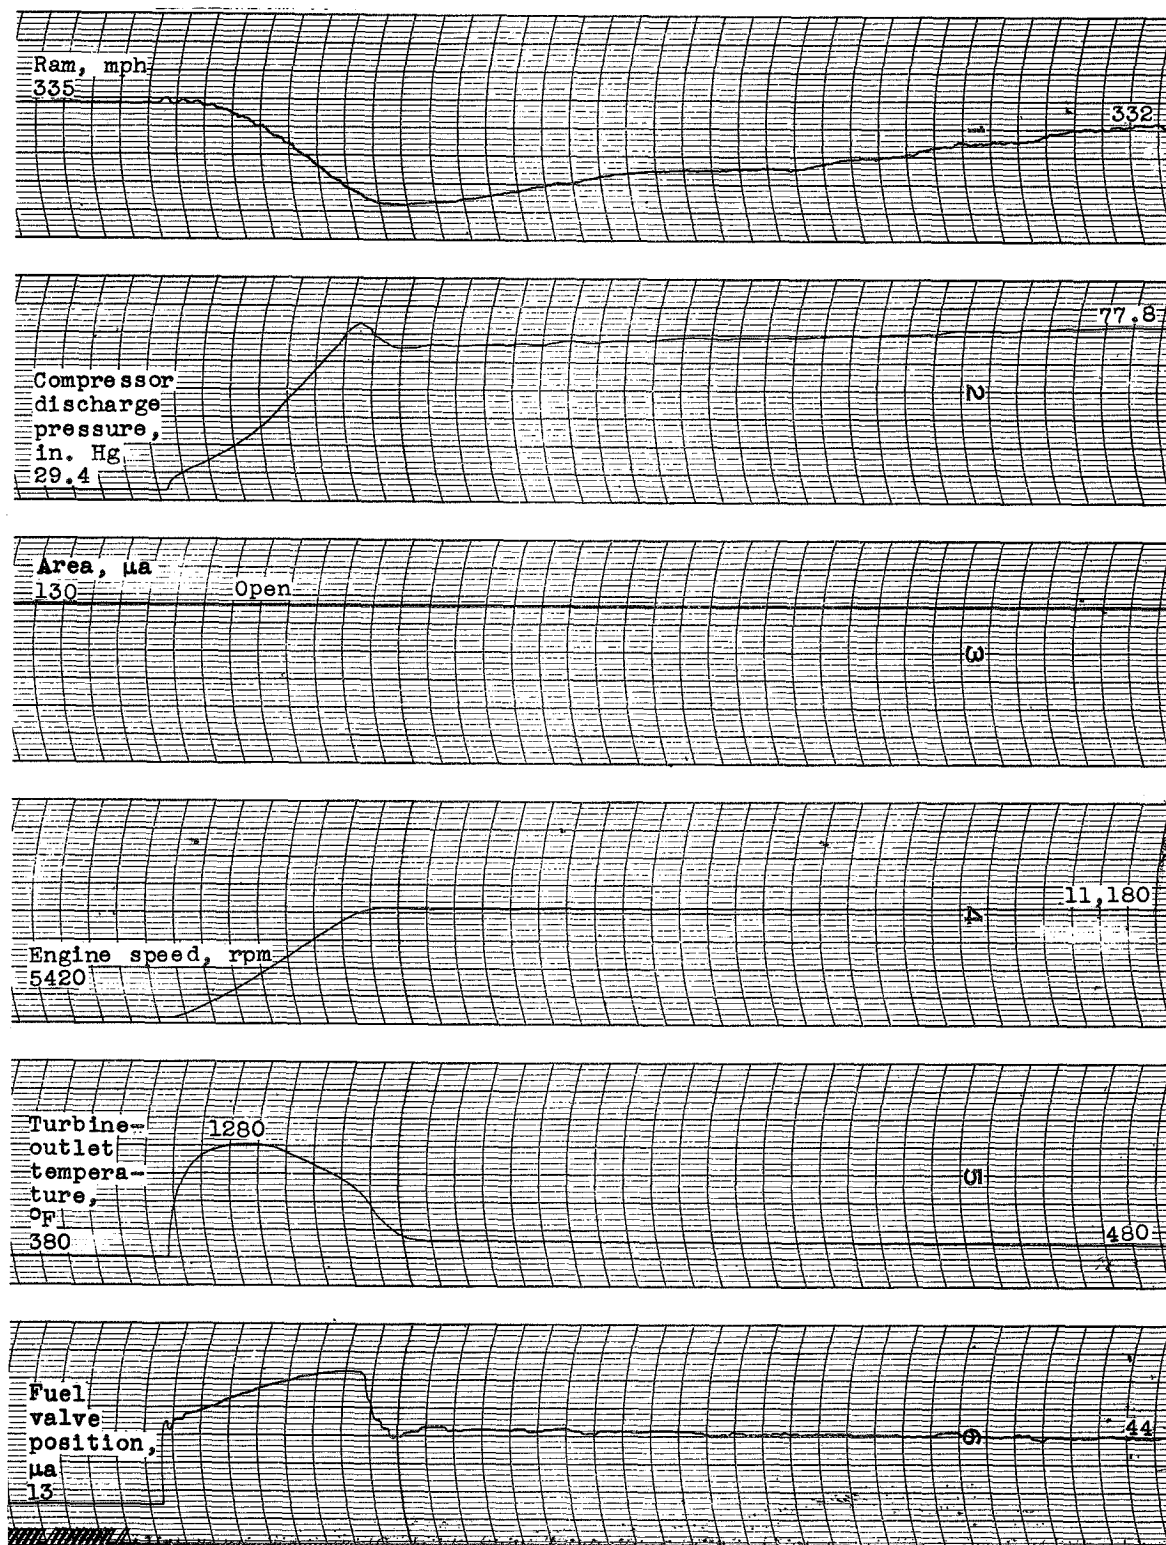 Ram, mph
335
332
77.8
Compressor
discharge
pressure,
in. Hg
29.4
2
Area, µa
130
Open
3
11,180
4
Engine speed, rpm
5420
Turbine-
outlet
tempera-
ture,
°F
380
1280
5
480
Fuel
valve
position,
µa
13
6
44